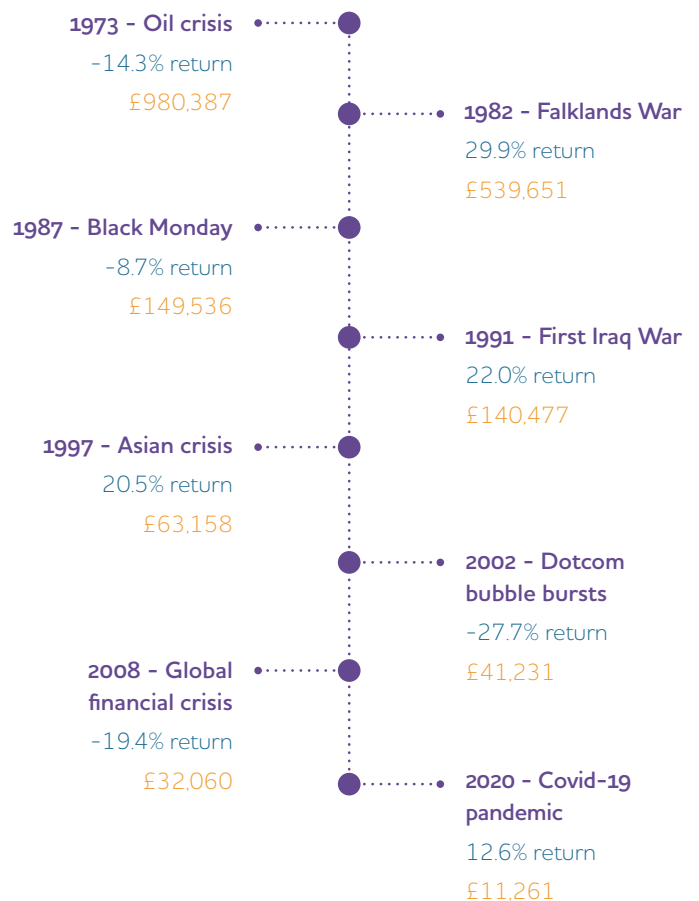 1973 - Oil crisis
-14.3% return
£980,387
1982 - Falklands War
29.9% return
£539,651
1987 - Black Monday
-8.7% return
£149,536
1991 - First Iraq War
22.0% return
£140,477
1997 - Asian crisis
20.5% return
£63,158
2002 - Dotcom
bubble bursts
-27.7% return
£41,231
2008 - Global
financial crisis
-19.4% return
£32,060
2020 - Covid-19
pandemic
12.6% return
£11,261